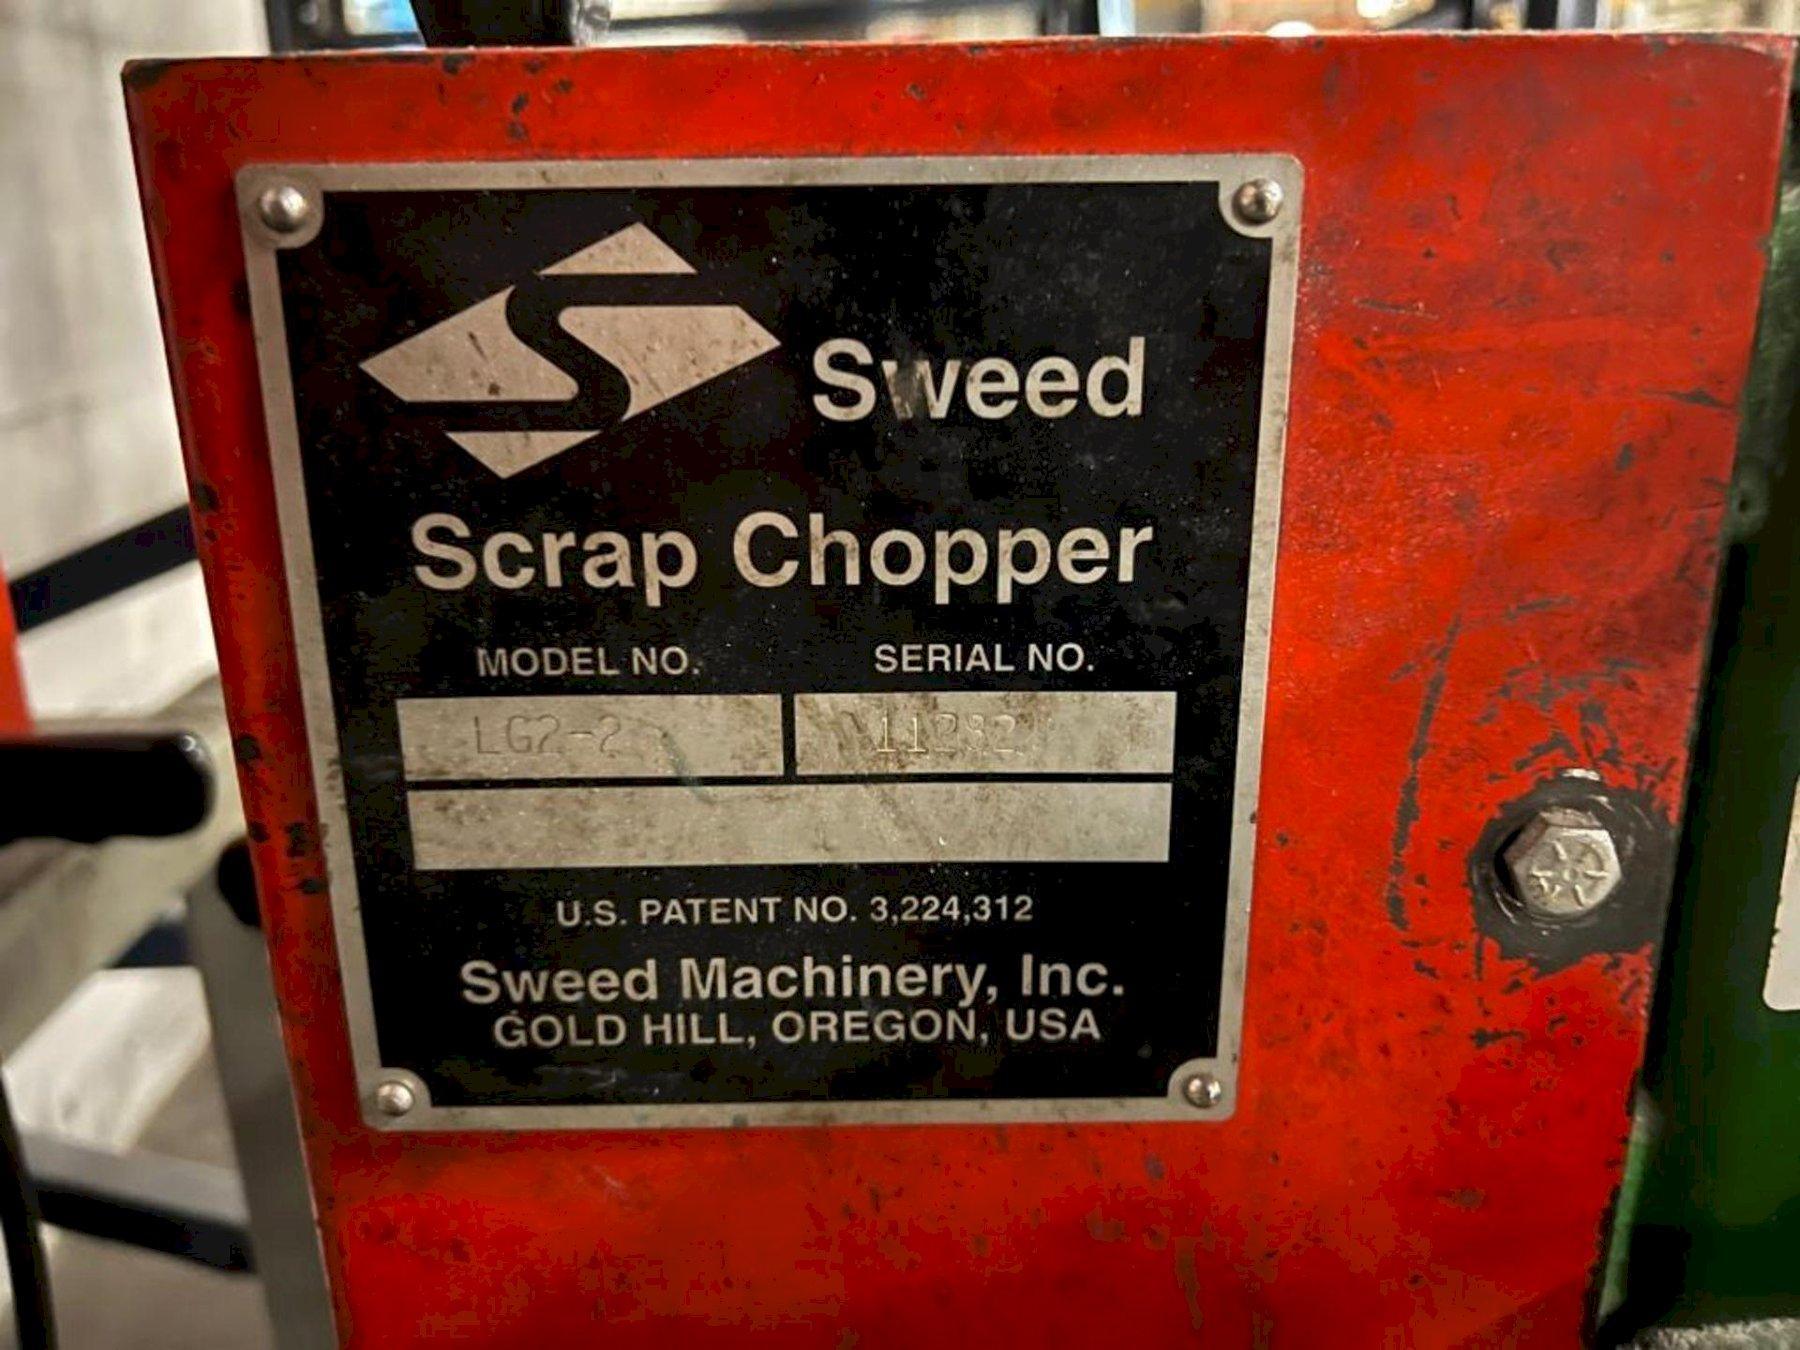 Sweed
Scrap Chopper
MODEL NO. SERIAL NO.
LG2-2 11282
U.S. PATENT NO. 3,224,312
Sweed Machinery, Inc.
GOLD HILL, OREGON, USA